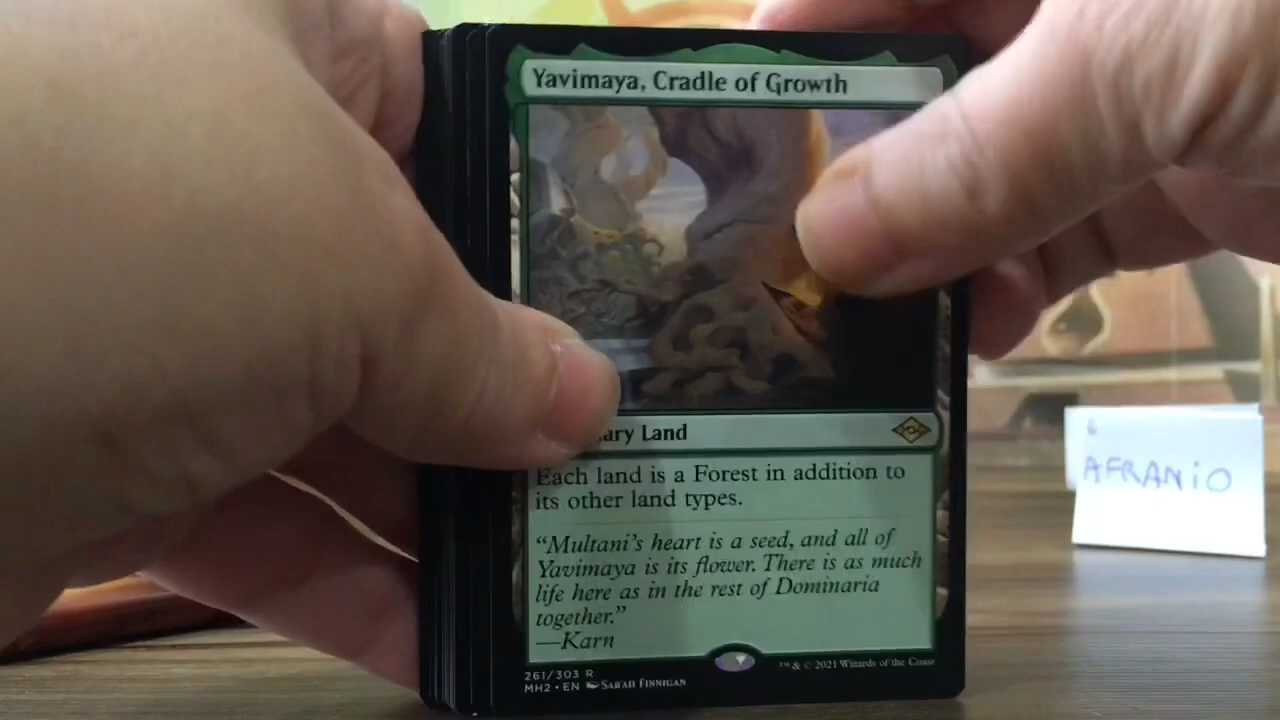 Yavimaya, Cradle of Growth
ary Land
Each land is a Forest in addition to
its other land types.
“Multani’s heart is a seed, and all of
Yavimaya is its flower. There is as much
life here as in the rest of Dominaria
together.”
—Karn
261/303 R
MH2 • EN Sarah Finnigan
™ & © 2021 Wizards of the Coast
6
AFRANiO